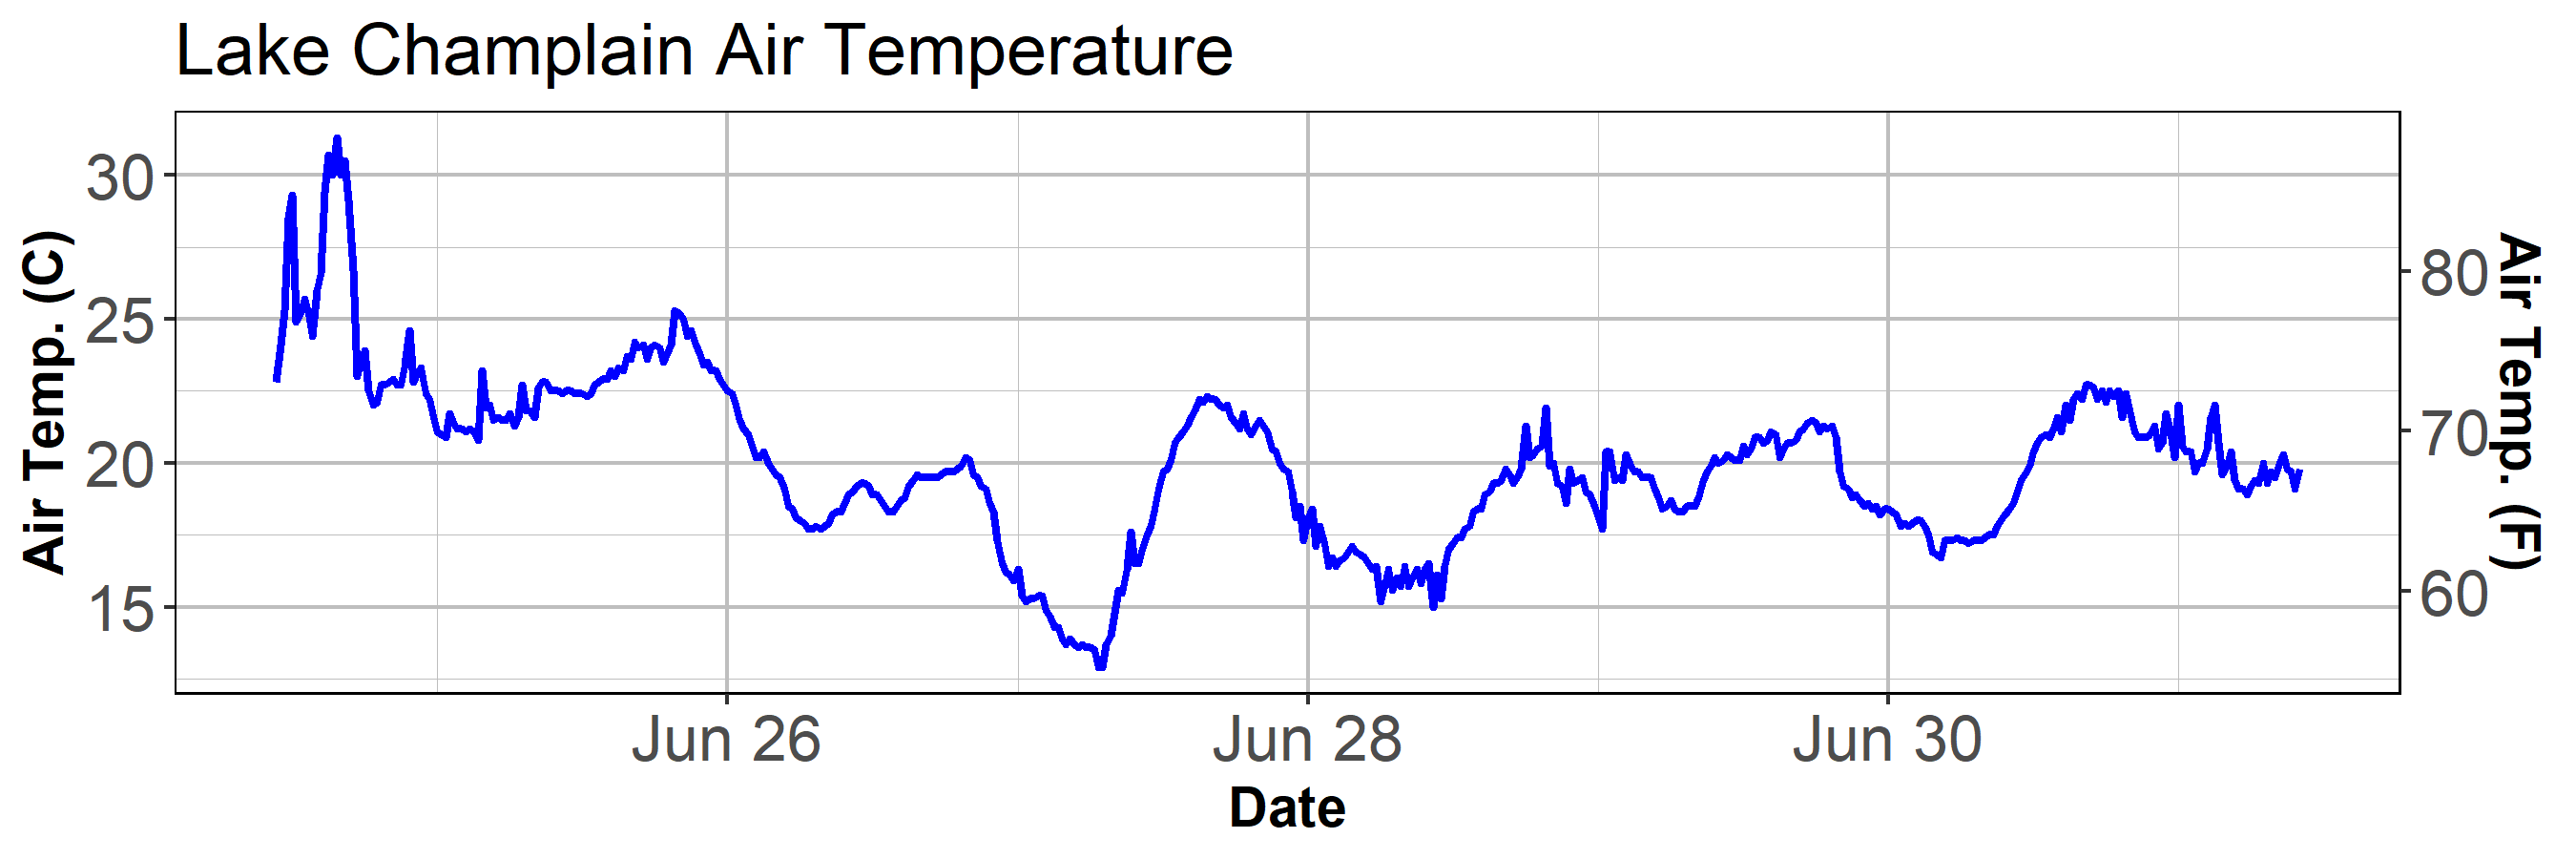 Lake Champlain Air Temperature
Air Temp. (C)
30
25
20
15
80
70
60
Air Temp. (F)
Jun 26 Jun 28 Jun 30
Date